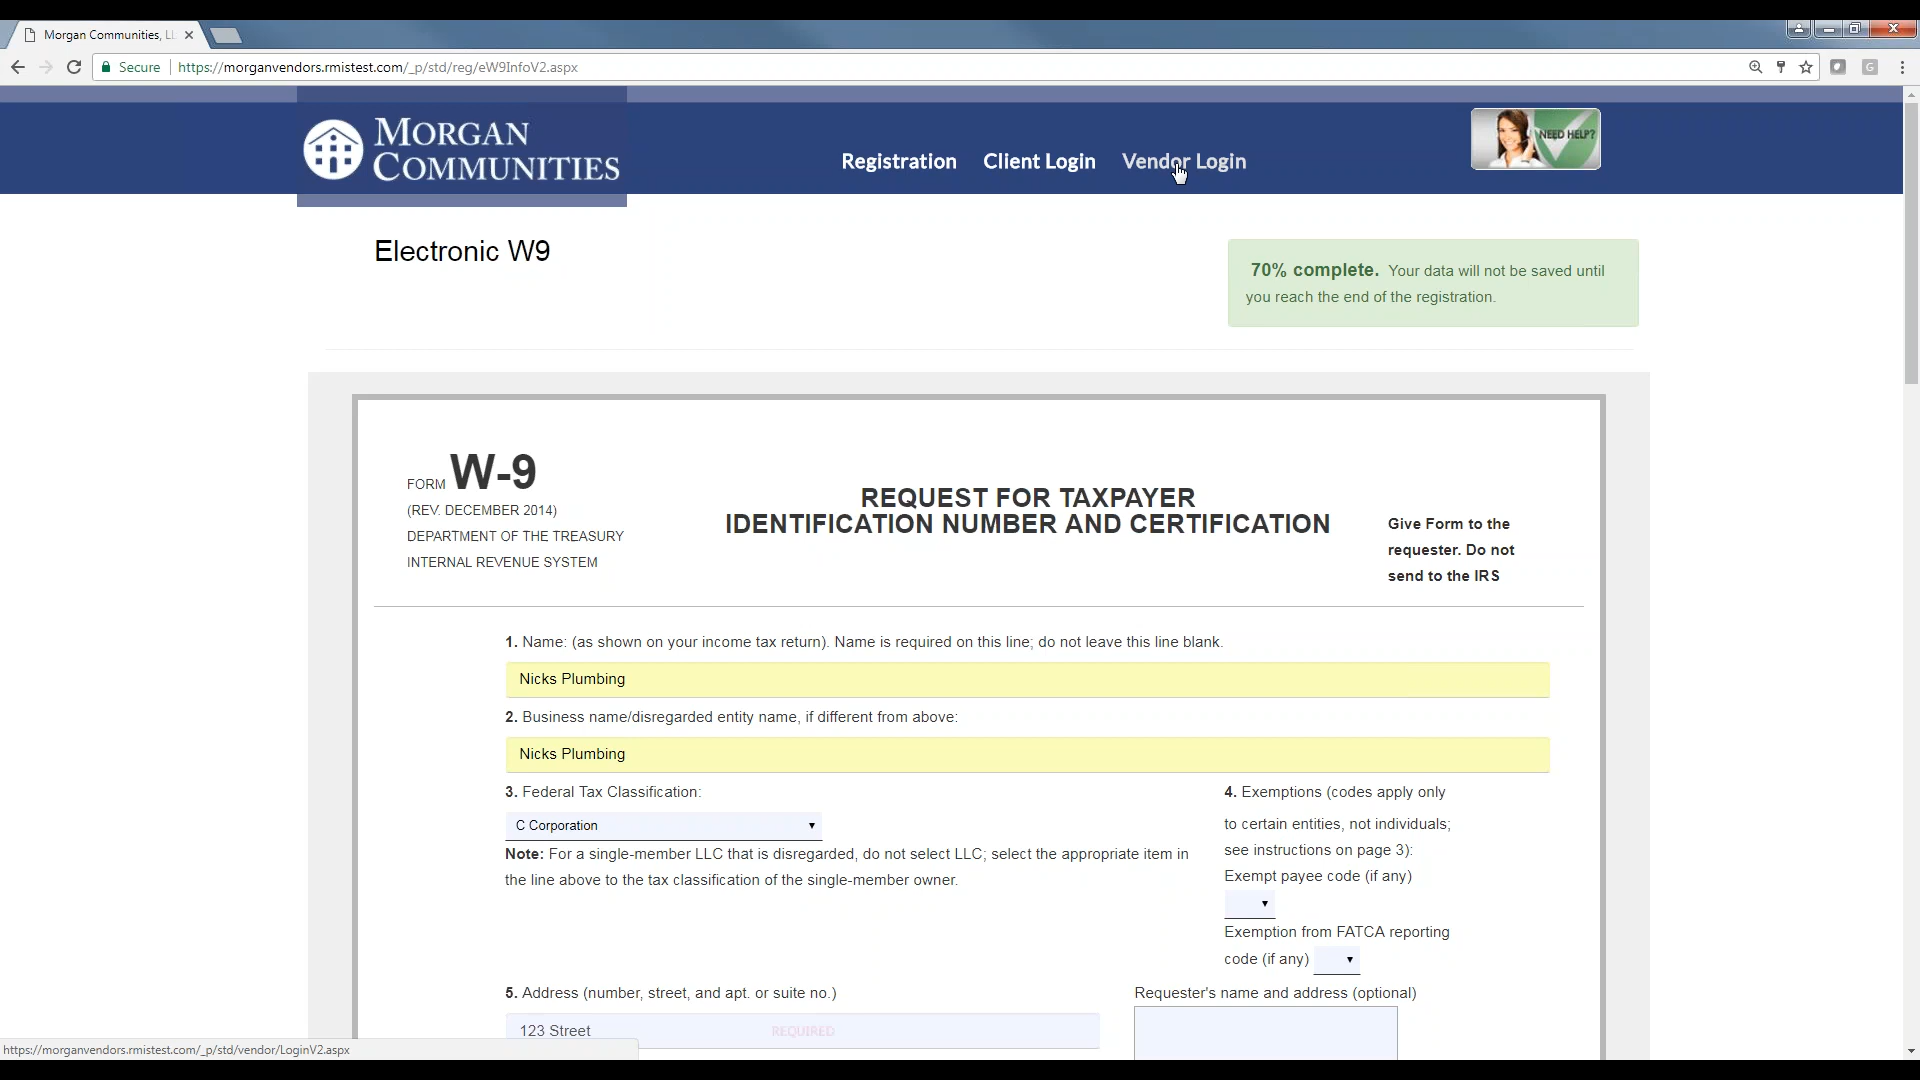 Morgan Communities, LL
Secure
https://morganvendors.rmistest.com/_p/std/reg/eW9InfoV2.aspx
G
MORGAN
COMMUNITIES
Registration
Client Login
Vendor Login
NEED HELP?
Electronic W9
70% complete. Your data will not be saved until
you reach the end of the registration.
FORM W-9
(REV. DECEMBER 2014)
DEPARTMENT OF THE TREASURY
INTERNAL REVENUE SYSTEM
REQUEST FOR TAXPAYER
IDENTIFICATION NUMBER AND CERTIFICATION
Give Form to the
requester. Do not
send to the IRS
1. Name: (as shown on your income tax return). Name is required on this line; do not leave this line blank.
Nicks Plumbing
2. Business name/disregarded entity name, if different from above:
Nicks Plumbing
3. Federal Tax Classification:
C Corporation
Note: For a single-member LLC that is disregarded, do not select LLC; select the appropriate item in
the line above to the tax classification of the single-member owner.
4. Exemptions (codes apply only
to certain entities, not individuals;
see instructions on page 3):
Exempt payee code (if any)
Exemption from FATCA reporting
code (if any)
5. Address (number, street, and apt. or suite no.)
123 Street
REQUIRED
Requester's name and address (optional)
https://morganvendors.rmistest.com/_p/std/vendor/LoginV2.aspx